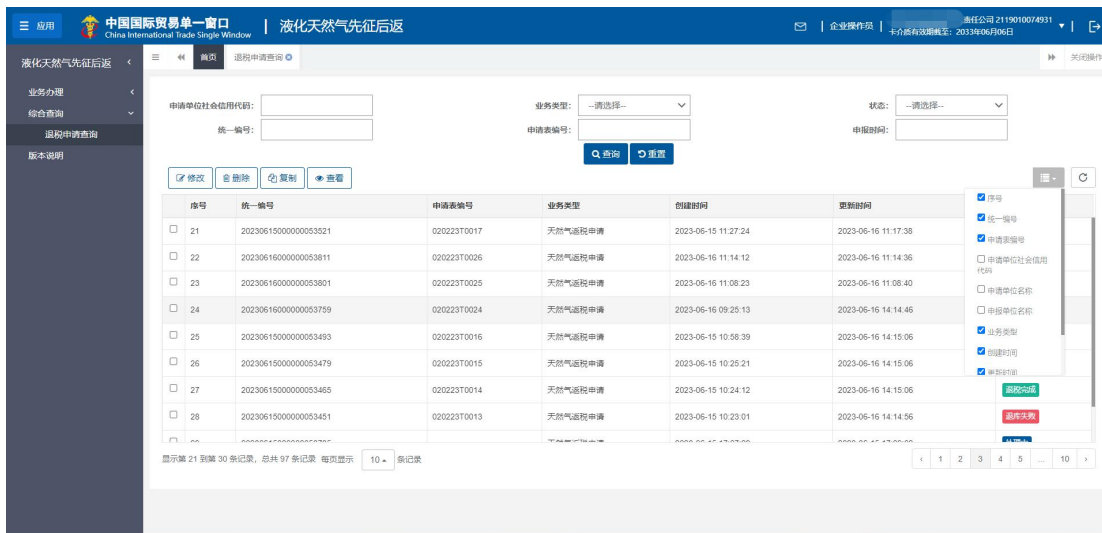 应用 中国国际贸易单一窗口 | 液化天然气先征后返 企业操作员 | 责任公司 2119010074931
China International Trade Single Window 卡介质有效期截至: 2033年06月06日
液化天然气先征后返 首页 退税申请查询 关闭操作
业务办理
综合查询
退税申请查询
版本说明
申请单位社会信用代码: 业务类型: --请选择-- 状态: --请选择--
统一编号: 申请表编号: 申报时间:
查询 重置
修改 删除 复制 查看
序号 统一编号 申请表编号 业务类型 创建时间 更新时间
21 20230615000000053521 020223T0017 天然气返税申请 2023-06-15 11:27:24 2023-06-16 11:17:38
22 20230616000000053811 020223T0026 天然气返税申请 2023-06-16 11:14:12 2023-06-16 11:14:36
23 20230616000000053801 020223T0025 天然气返税申请 2023-06-16 11:08:23 2023-06-16 11:08:40
24 20230616000000053759 020223T0024 天然气返税申请 2023-06-16 09:25:13 2023-06-16 14:14:46
25 20230615000000053493 020223T0016 天然气返税申请 2023-06-15 10:58:39 2023-06-16 14:15:06
26 20230615000000053479 020223T0015 天然气返税申请 2023-06-15 10:25:21 2023-06-16 14:15:06
27 20230615000000053465 020223T0014 天然气返税申请 2023-06-15 10:24:12 2023-06-16 14:15:06 退税完成
28 20230615000000053451 020223T0013 天然气返税申请 2023-06-15 10:23:01 2023-06-16 14:14:56 退库失败
序号
统一编号
申请表编号
申请单位社会信用
代码
申请单位名称
申报单位名称
业务类型
创建时间
更新时间
显示第 21 到第 30 条记录，总共 97 条记录 每页显示 10 条记录
‹ 1 2 3 4 5 ... 10 ›